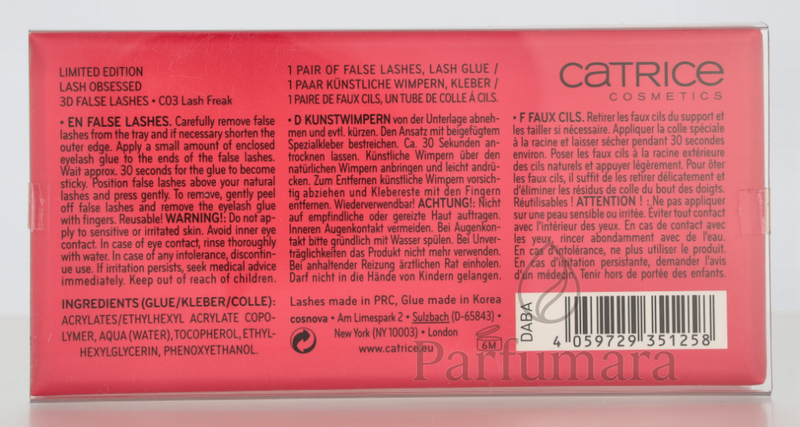 LIMITED EDITION
LASH OBSESSED
3D FALSE LASHES • C03 Lash Freak
• EN FALSE LASHES. Carefully remove false
lashes from the tray and if necessary shorten the
outer edge. Apply a small amount of enclosed
eyelash glue to the ends of the false lashes.
Wait approx. 30 seconds for the glue to become
sticky. Position false lashes above your natural
lashes and press gently. To remove, gently peel
off false lashes and remove the eyelash glue
with fingers. Reusable! WARNING!: Do not ap-
ply to sensitive or irritated skin. Avoid inner eye
contact. In case of eye contact, rinse thoroughly
with water. In case of any intolerance, discontin-
ue use. If irritation persists, seek medical advice
immediately. Keep out of reach of children.
INGREDIENTS (GLUE/KLEBER/COLLE):
ACRYLATES/ETHYLHEXYL ACRYLATE COPO-
LYMER, AQUA (WATER), TOCOPHEROL, ETHYL-
HEXYLGLYCERIN, PHENOXYETHANOL.
1 PAIR OF FALSE LASHES, LASH GLUE /
1 PAAR KÜNSTLICHE WIMPERN, KLEBER /
1 PAIRE DE FAUX CILS, UN TUBE DE COLLE À CILS.
• D KUNSTWIMPERN von der Unterlage abneh-
men und evtl. kürzen. Den Ansatz mit beigefügtem
Spezialkleber bestreichen. Ca. 30 Sekunden an-
trocknen lassen. Künstliche Wimpern über den
natürlichen Wimpern anbringen und leicht andrü-
cken. Zum Entfernen künstliche Wimpern vorsich-
tig abziehen und Klebereste mit den Fingern
entfernen. Wiederverwendbar! ACHTUNG!: Nicht
auf empfindliche oder gereizte Haut auftragen.
Inneren Augenkontakt vermeiden. Bei Augenkon-
takt bitte gründlich mit Wasser spülen. Bei Unver-
träglichkeiten das Produkt nicht mehr verwenden.
Bei anhaltender Reizung ärztlichen Rat einholen.
Darf nicht in die Hände von Kindern gelangen.
Lashes made in PRC, Glue made in Korea
cosnova • Am Limespark 2 • Sulzbach (D-65843) •
New York (NY 10003) • London
www.catrice.eu
6M
CATRICE
COSMETICS
• F FAUX CILS. Retirer les faux cils du support et
les tailler si nécessaire. Appliquer la colle spéciale
à la racine et laisser sécher pendant 30 secondes
environ. Poser les faux cils à la racine extérieure
des cils naturels et appuyer légèrement. Pour ôter
les faux cils, il suffit de les retirer délicatement et
d'éliminer les résidus de colle du bout des doigts.
Réutilisables ! ATTENTION ! : Ne pas appliquer
sur une peau sensible ou irritée. Éviter tout contact
avec l'intérieur des yeux. En cas de contact avec
les yeux, rincer abondamment avec de l'eau.
En cas d'intolérance, ne plus utiliser le produit.
En cas d'irritation persistante, demander l'avis
d'un médecin. Tenir hors de portée des enfants.
DABA
4 059729 351258
Parfumara